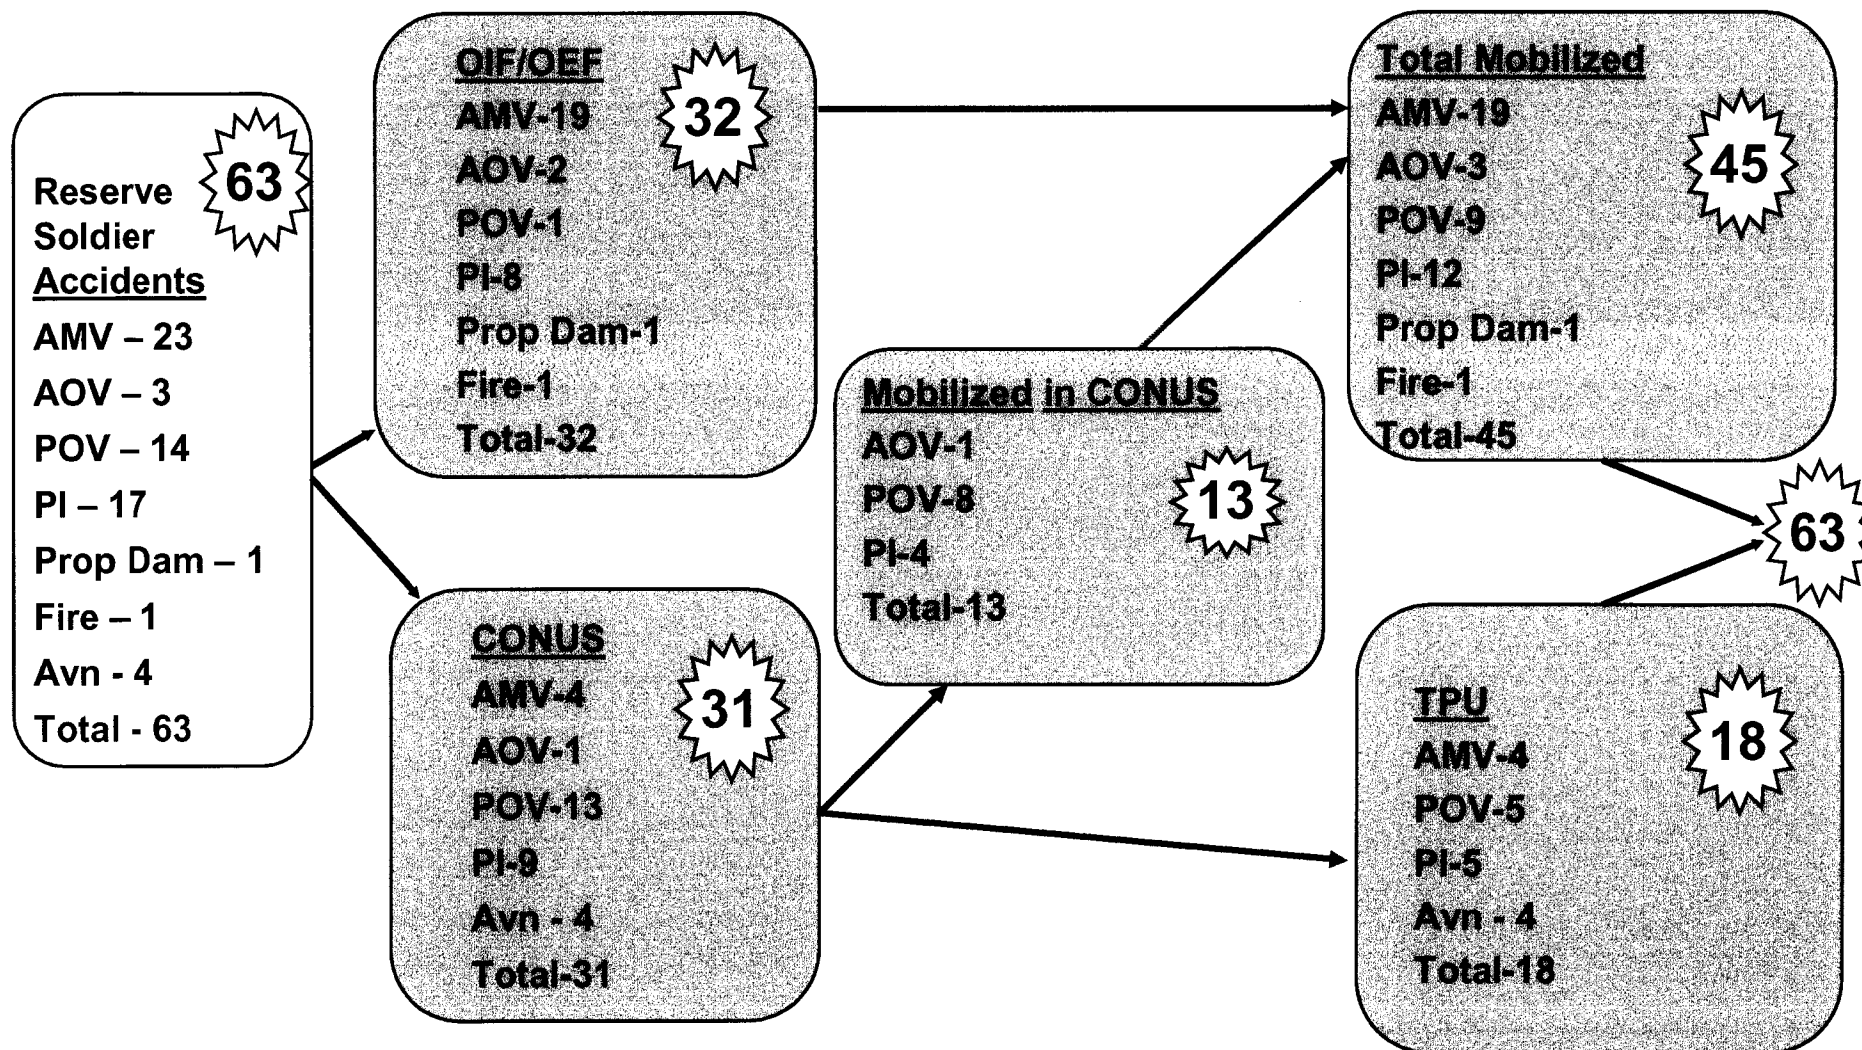 Reserve
Soldier
Accidents
63
AMV – 23
AOV – 3
POV – 14
PI – 17
Prop Dam – 1
Fire – 1
Avn - 4
Total - 63
OIF/OEF
32
AMV-19
AOV-2
POV-1
PI-8
Prop Dam-1
Fire-1
Total-32
CONUS
31
AMV-4
AOV-1
POV-13
PI-9
Avn - 4
Total-31
Mobilized in CONUS
13
AOV-1
POV-8
PI-4
Total-13
Total Mobilized
45
AMV-19
AOV-3
POV-9
PI-12
Prop Dam-1
Fire-1
Total-45
63
TPU
18
AMV-4
POV-5
PI-5
Avn - 4
Total-18